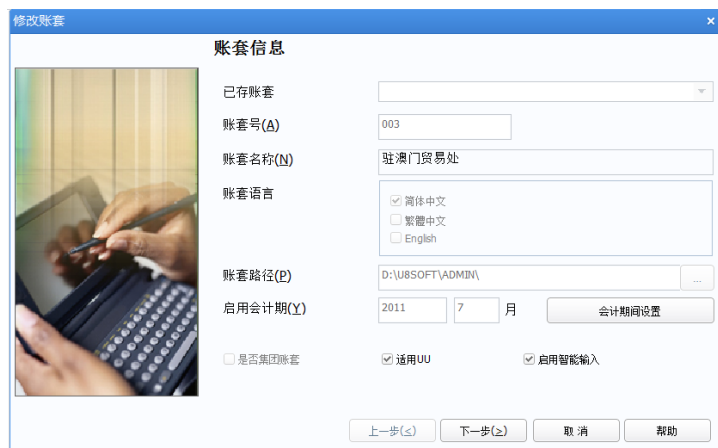 修改账套
账套信息
已存账套
账套号(A) 003
账套名称(N) 驻澳门贸易处
账套语言
简体中文
繁體中文
English
账套路径(P) D:\U8SOFT\ADMIN\ ...
启用会计期(Y) 2011 7 月 会计期间设置
是否集团账套 适用UU 启用智能输入
上一步(<) 下一步(>) 取消 帮助